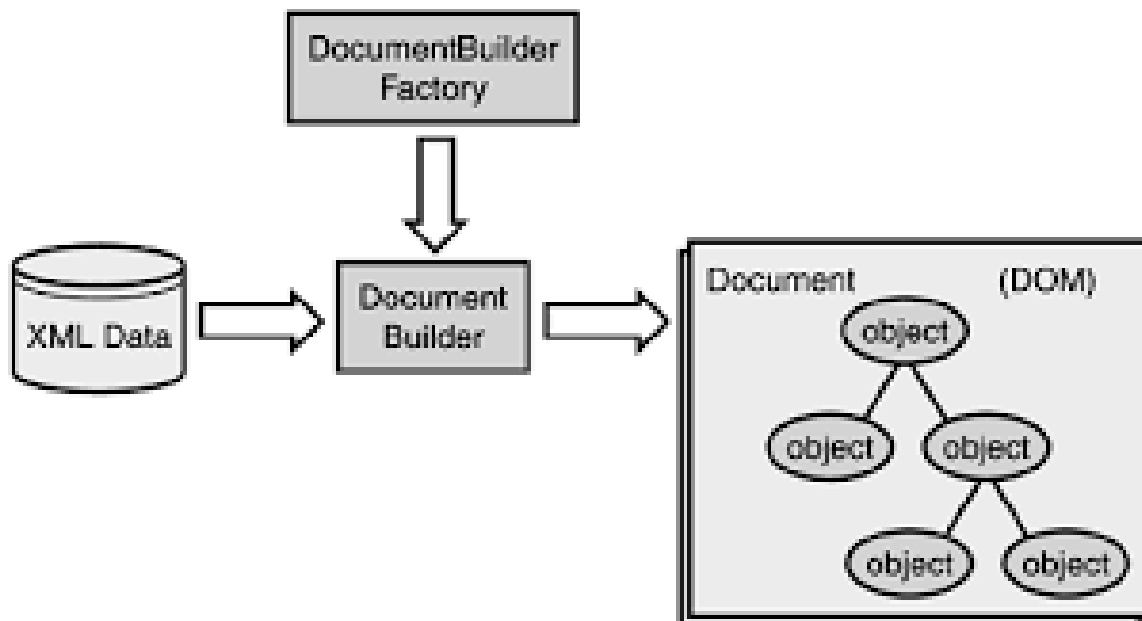 DocumentBuilder
Factory
XML Data
Document
Builder
Document (DOM)
object
object object
object object